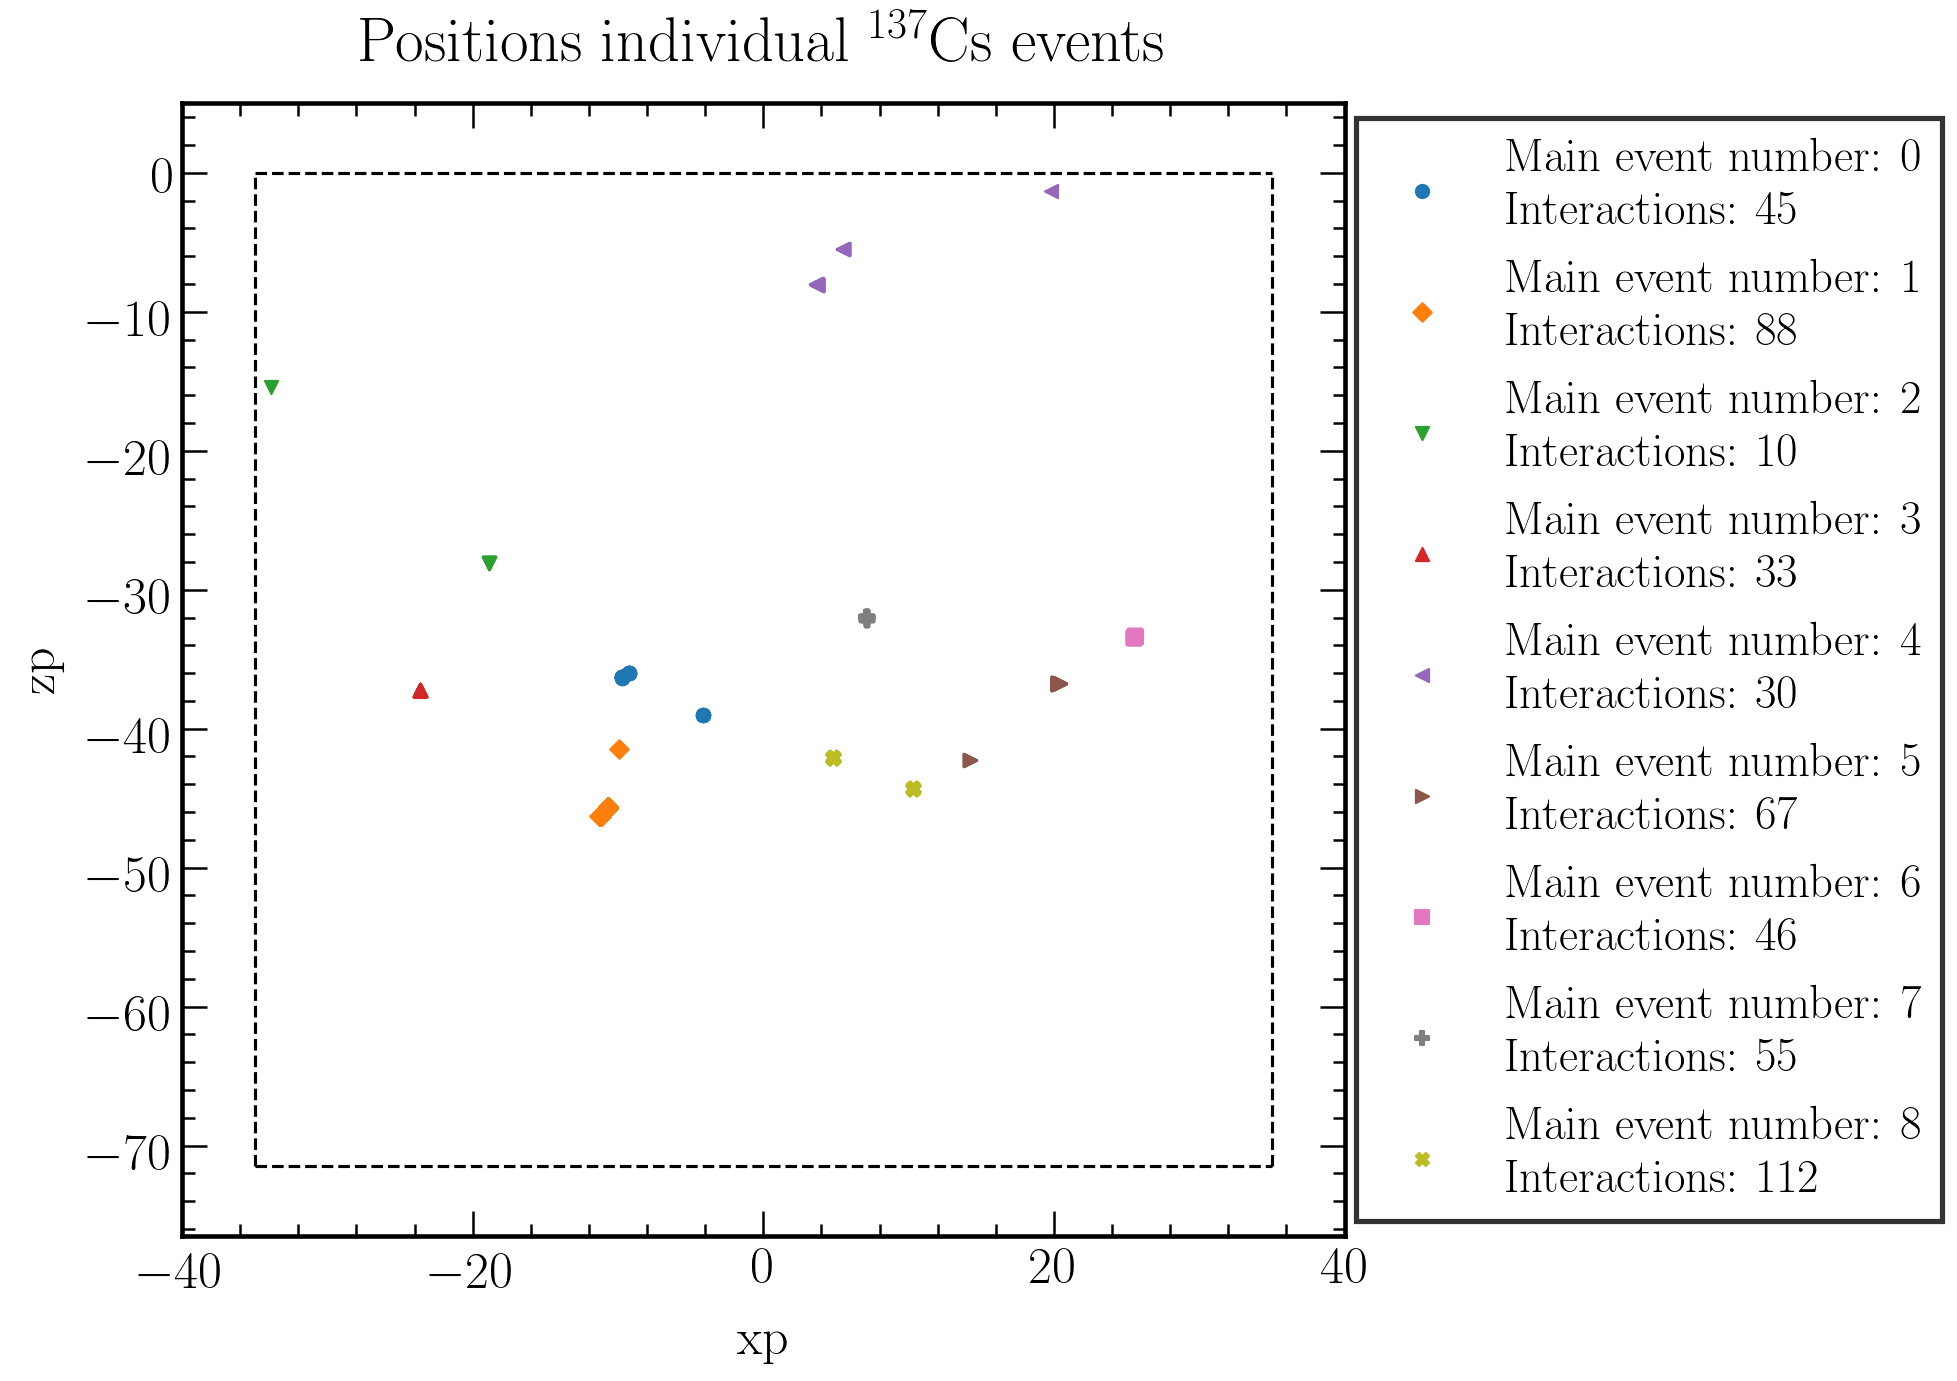 Positions individual ¹³⁷Cs events
0
−10
−20
−30
−40
−50
−60
−70
zp
−40 −20 0 20 40
xp
Main event number: 0
Interactions: 45
Main event number: 1
Interactions: 88
Main event number: 2
Interactions: 10
Main event number: 3
Interactions: 33
Main event number: 4
Interactions: 30
Main event number: 5
Interactions: 67
Main event number: 6
Interactions: 46
Main event number: 7
Interactions: 55
Main event number: 8
Interactions: 112